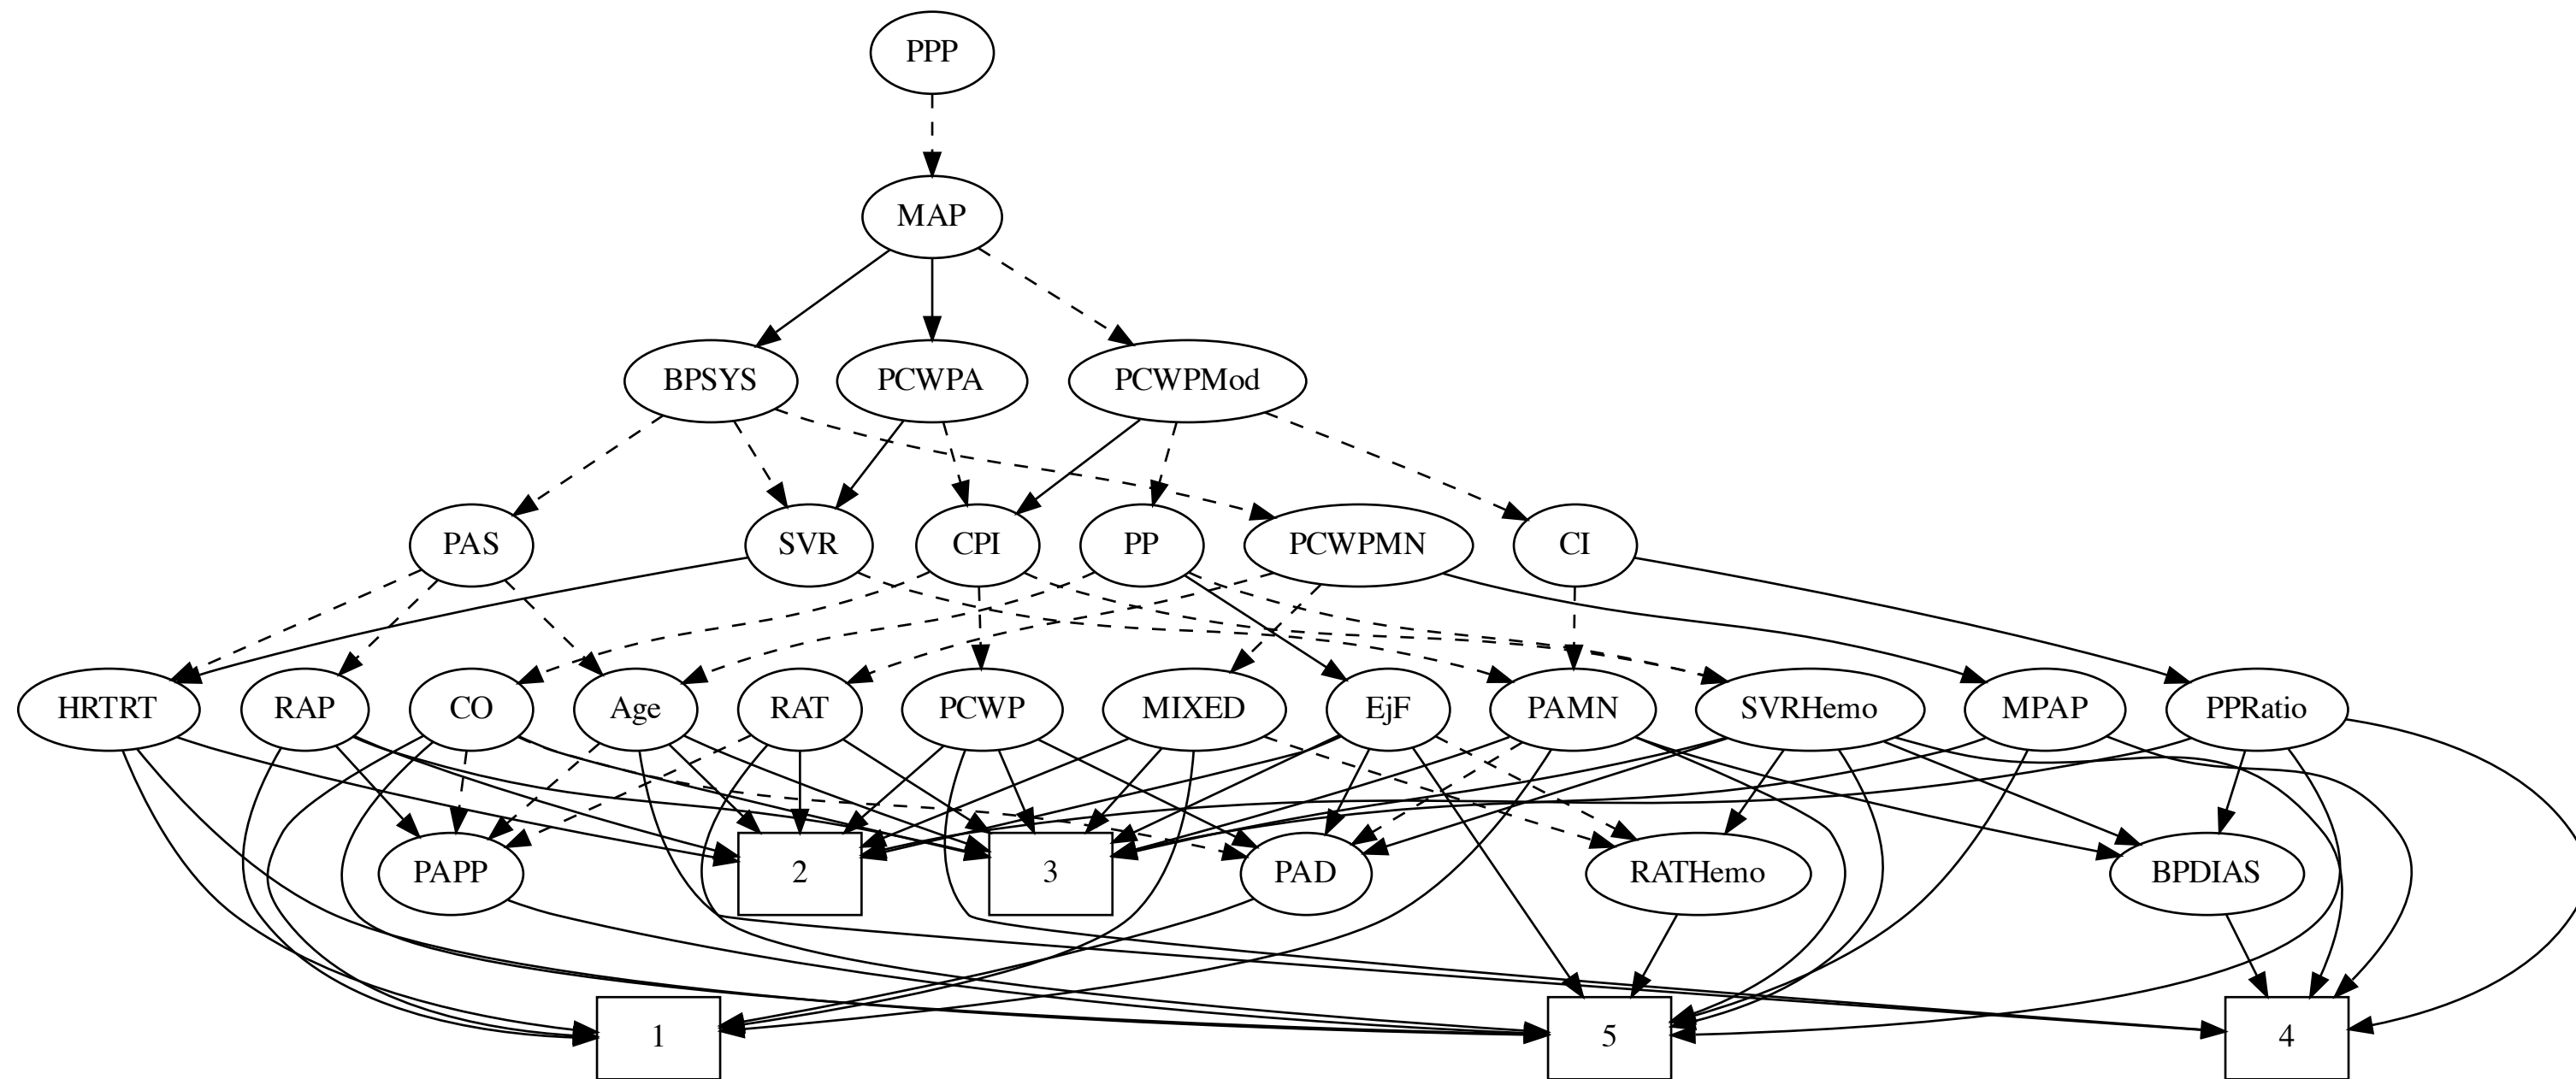 PPP
MAP
BPSYS PCWPA PCWPMod
PAS SVR CPI PP PCWPMN CI
HRTRT RAP CO Age RAT PCWP MIXED EjF PAMN SVRHemo MPAP PPRatio
PAPP 2 3 PAD RATHemo BPDIAS
1 5 4